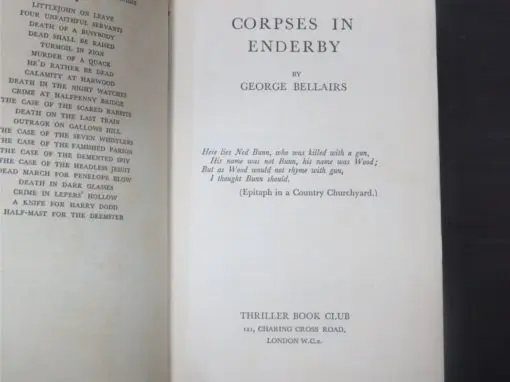 LITTLEJOHN ON LEAVE
FOUR UNFAITHFUL SERVANTS
DEATH OF A BUSYBODY
DEAD SHALL BE RAISED
TURMOIL IN ZION
MURDER OF A QUACK
HE'D RATHER BE DEAD
CALAMITY AT HARWOOD
DEATH IN THE NIGHT WATCHES
CRIME AT HALFPENNY BRIDGE
THE CASE OF THE SCARED RABBITS
DEATH ON THE LAST TRAIN
OUTRAGE ON GALLOWS HILL
THE CASE OF THE SEVEN WHISTLERS
THE CASE OF THE FAMISHED PARSON
THE CASE OF THE DEMENTED
THE CASE OF THE HEADLESS JESUIT
DEAD MARCH FOR PENELOPE BLOW
DEATH IN DARK GLASSES
CRIME IN LEPERS' HOLLOW
A KNIFE FOR HARRY DODD
HALF-MAST FOR THE DEEMSTER
CORPSES IN
ENDERBY
BY
GEORGE BELLAIRS
Here lies Ned Bunn, who was killed with a gun,
His name was not Bunn, his name was Wood;
But as Wood would not rhyme with gun,
I thought Bunn should.
(Epitaph in a Country Churchyard.)
THRILLER BOOK CLUB
121, CHARING CROSS ROAD,
LONDON W.C.2.